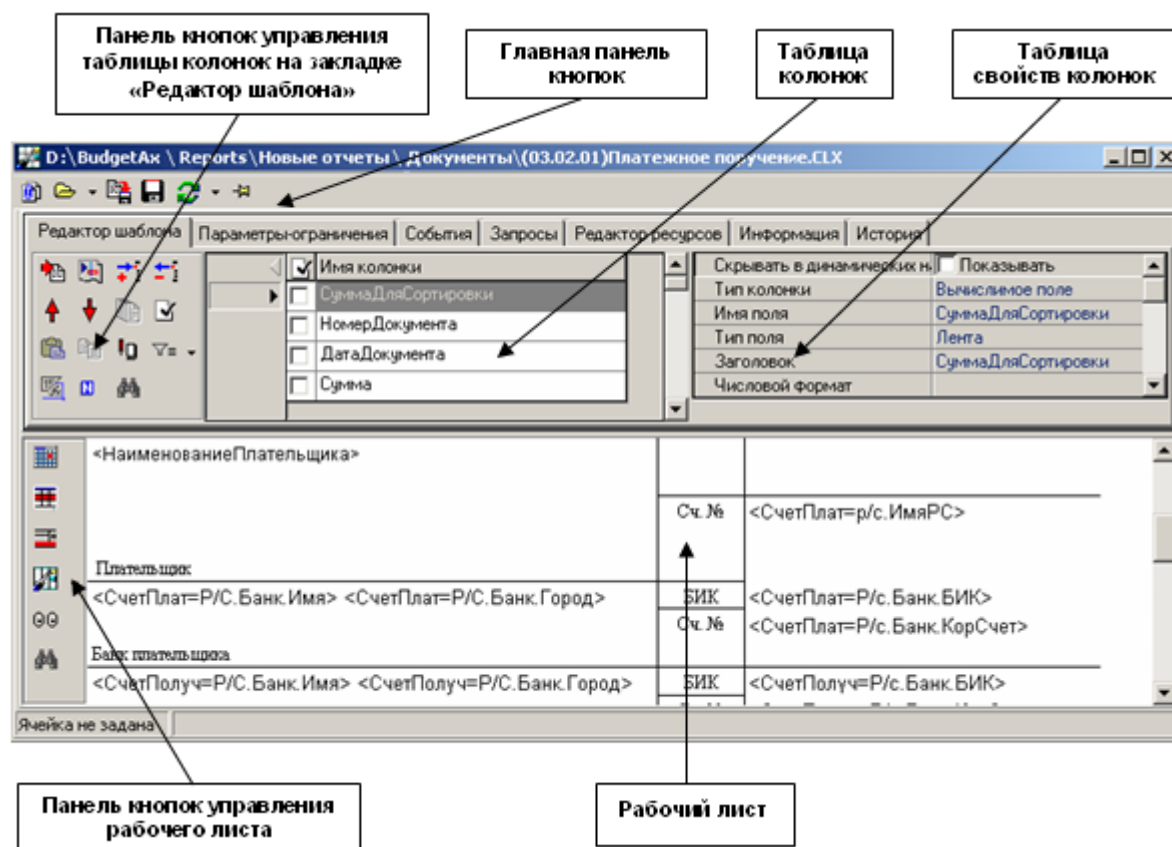 Панель кнопок управления
таблицы колонок на закладке
«Редактор шаблона»
Главная панель
кнопок
Таблица
колонок
Таблица
свойств колонок
D:\BudgetAx \ Reports\Новые отчеты\_Документы\(03.02.01)Платежное поручение.CLX
Редактор шаблона Параметры-ограничения События Запросы Редактор ресурсов Информация История
Имя колонки
СуммаДляСортировки
НомерДокумента
ДатаДокумента
Сумма
Скрывать в динамических н Показывать
Тип колонки Вычислимое поле
Имя поля СуммаДляСортировки
Тип поля Лента
Заголовок СуммаДляСортировки
Числовой формат
<НаименованиеПлательщика>
Сч. № <СчетПлат=р/с.ИмяРС>
Плательщик
<СчетПлат=Р/С.Банк.Имя> <СчетПлат=Р/С.Банк.Город> БИК <СчетПлат=Р/с.Банк.БИК>
Сч. № <СчетПлат=Р/с.Банк.КорСчет>
Банк плательщика
<СчетПолуч=Р/С.Банк.Имя> <СчетПолуч=Р/С.Банк.Город> БИК <СчетПолуч=Р/с.Банк.БИК>
Ячейка не задана
Панель кнопок управления
рабочего листа
Рабочий лист